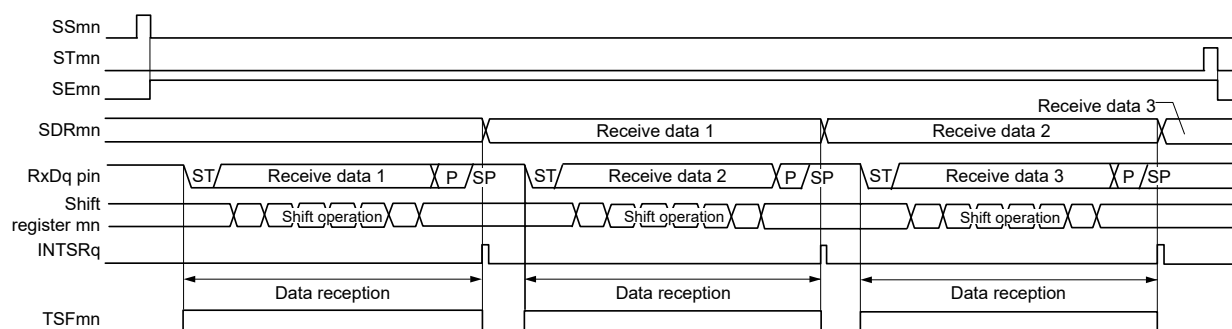 SSmn
STmn
SEmn
Receive data 3
SDRmn Receive data 1 Receive data 2
RxDq pin ST Receive data 1 P SP ST Receive data 2 P SP ST Receive data 3 P SP
Shift
register mn Shift operation Shift operation Shift operation
INTSRq
Data reception Data reception Data reception
TSFmn